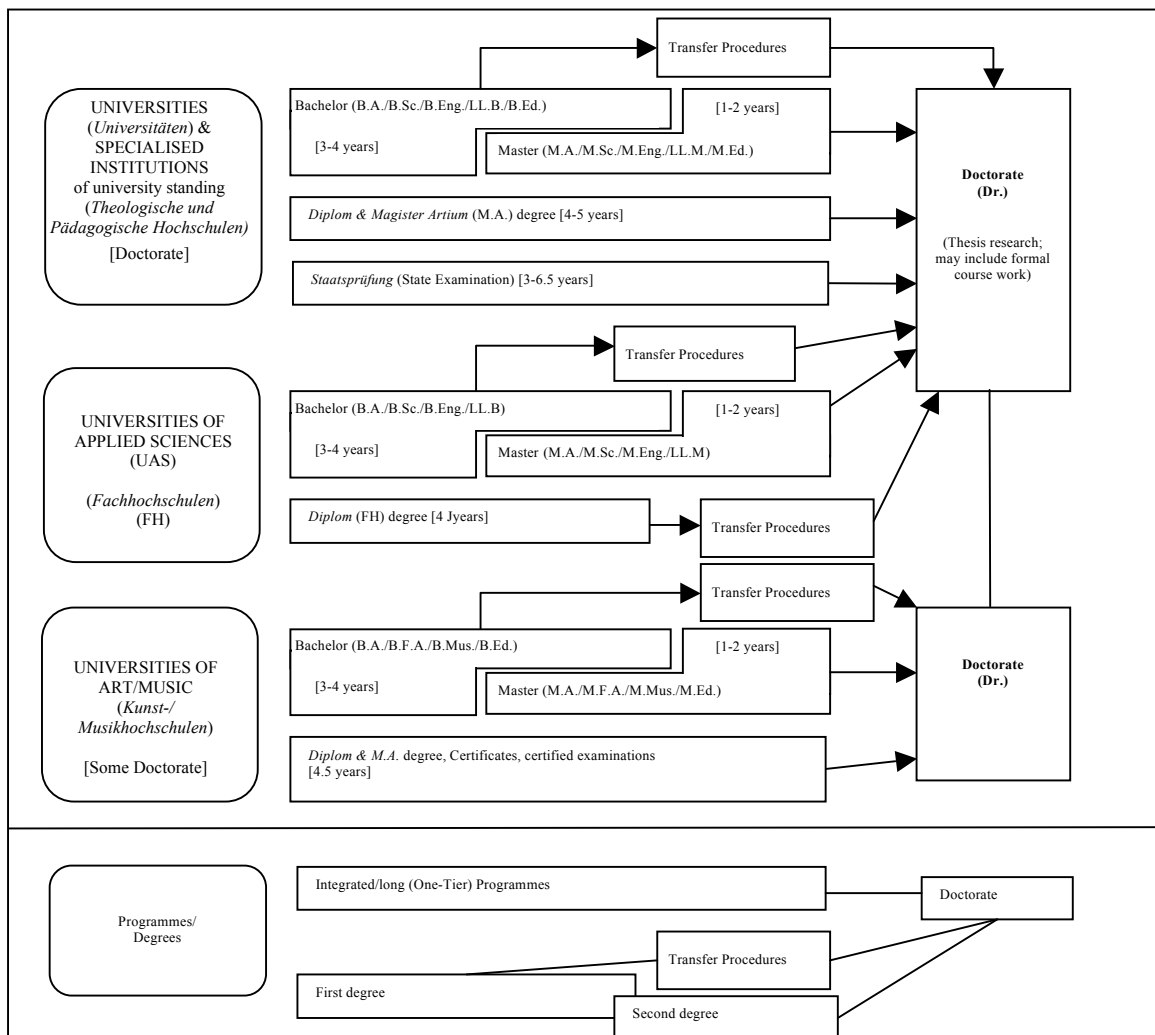 Transfer Procedures
UNIVERSITIES
(Universitäten) &
SPECIALISED
INSTITUTIONS
of university standing
(Theologische und
Pädagogische Hochschulen)
[Doctorate]
Bachelor (B.A./B.Sc./B.Eng./LL.B./B.Ed.)
[3-4 years]
[1-2 years]
Master (M.A./M.Sc./M.Eng./LL.M./M.Ed.)
Diplom & Magister Artium (M.A.) degree [4-5 years]
Staatsprüfung (State Examination) [3-6.5 years]
Doctorate
(Dr.)
(Thesis research;
may include formal
course work)
Transfer Procedures
UNIVERSITIES OF
APPLIED SCIENCES
(UAS)
(Fachhochschulen)
(FH)
Bachelor (B.A./B.Sc./B.Eng./LL.B)
[3-4 years]
[1-2 years]
Master (M.A./M.Sc./M.Eng./LL.M)
Diplom (FH) degree [4 Jyears]
Transfer Procedures
Transfer Procedures
UNIVERSITIES OF
ART/MUSIC
(Kunst-/
Musikhochschulen)
[Some Doctorate]
Bachelor (B.A./B.F.A./B.Mus./B.Ed.)
[3-4 years]
[1-2 years]
Master (M.A./M.F.A./M.Mus./M.Ed.)
Diplom & M.A. degree, Certificates, certified examinations
[4.5 years]
Doctorate
(Dr.)
Programmes/
Degrees
Integrated/long (One-Tier) Programmes
Doctorate
Transfer Procedures
First degree
Second degree